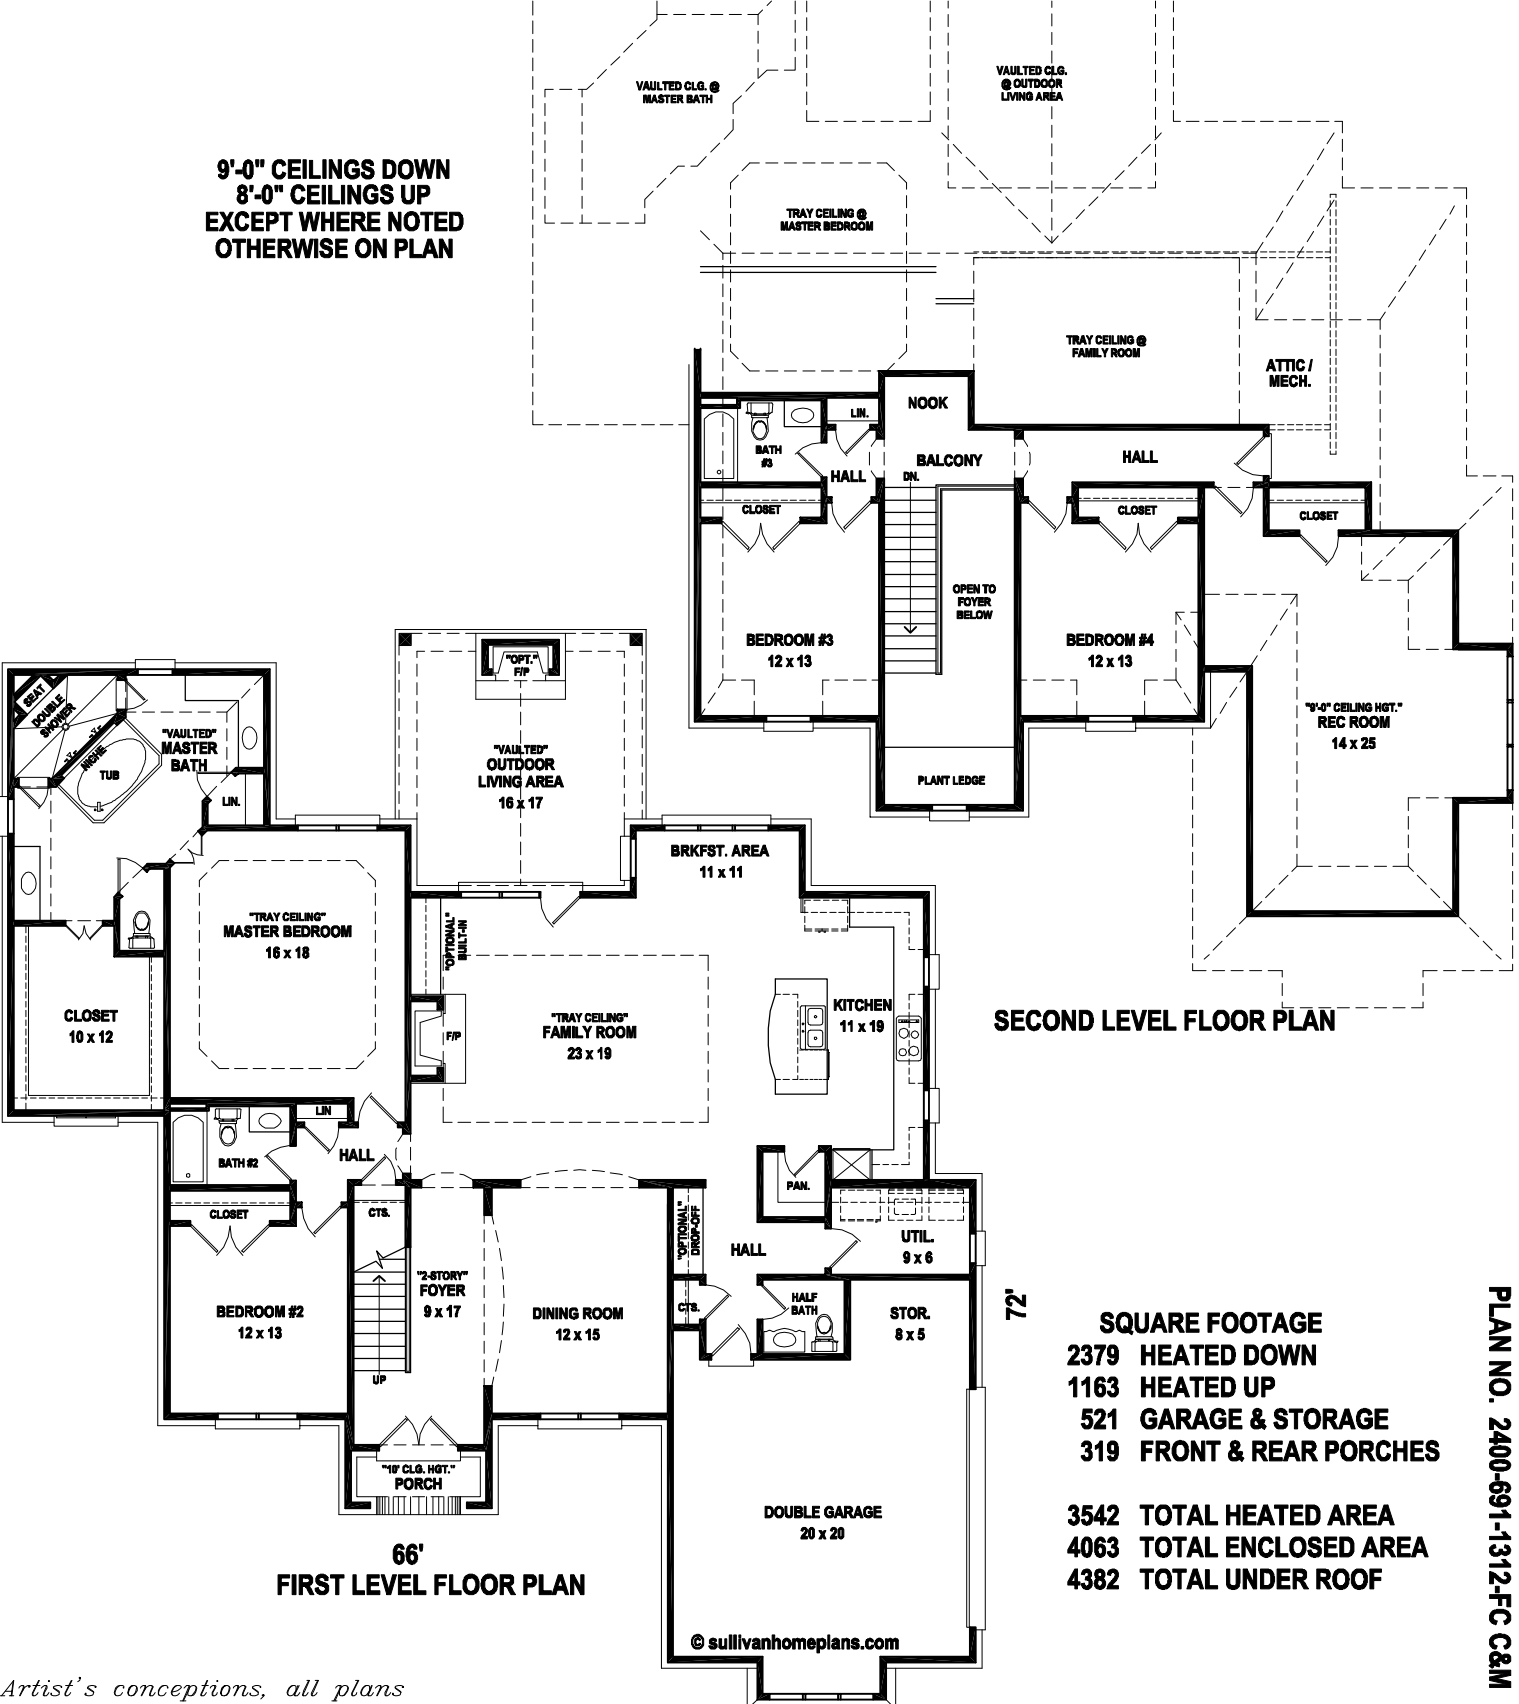 VAULTED CLG. @
MASTER BATH
VAULTED CLG.
@ OUTDOOR
LIVING AREA
9'-0" CEILINGS DOWN
8'-0" CEILINGS UP
EXCEPT WHERE NOTED
OTHERWISE ON PLAN
TRAY CEILING @
MASTER BEDROOM
TRAY CEILING @
FAMILY ROOM
ATTIC /
MECH.
NOOK
LIN.
BATH
#3
HALL
BALCONY
DN.
HALL
CLOSET
CLOSET
CLOSET
OPEN TO
FOYER
BELOW
BEDROOM #3
12 x 13
BEDROOM #4
12 x 13
"9'-0" CEILING HGT."
REC ROOM
14 x 25
PLANT LEDGE
SECOND LEVEL FLOOR PLAN
SEAT
DOUBLE
SHOWER
NICHE
TUB
"VAULTED"
MASTER
BATH
LIN.
"OPT."
F/P
"VAULTED"
OUTDOOR
LIVING AREA
16 x 17
BRKFST. AREA
11 x 11
"TRAY CEILING"
MASTER BEDROOM
16 x 18
"OPTIONAL"
BUILT-IN
CLOSET
10 x 12
F/P
"TRAY CEILING"
FAMILY ROOM
23 x 19
KITCHEN
11 x 19
LIN
BATH #2
HALL
PAN.
CLOSET
CTS.
"OPTIONAL"
DROP-OFF
HALL
UTIL.
9 x 6
BEDROOM #2
12 x 13
"2-STORY"
FOYER
9 x 17
UP
DINING ROOM
12 x 15
CTS.
HALF
BATH
STOR.
8 x 5
"10' CLG. HGT."
PORCH
DOUBLE GARAGE
20 x 20
72'
66'
FIRST LEVEL FLOOR PLAN
© sullivanhomeplans.com
SQUARE FOOTAGE
2379 HEATED DOWN
1163 HEATED UP
521 GARAGE & STORAGE
319 FRONT & REAR PORCHES
3542 TOTAL HEATED AREA
4063 TOTAL ENCLOSED AREA
4382 TOTAL UNDER ROOF
PLAN NO. 2400-691-1312-FC C&M
Artist's conceptions, all plans